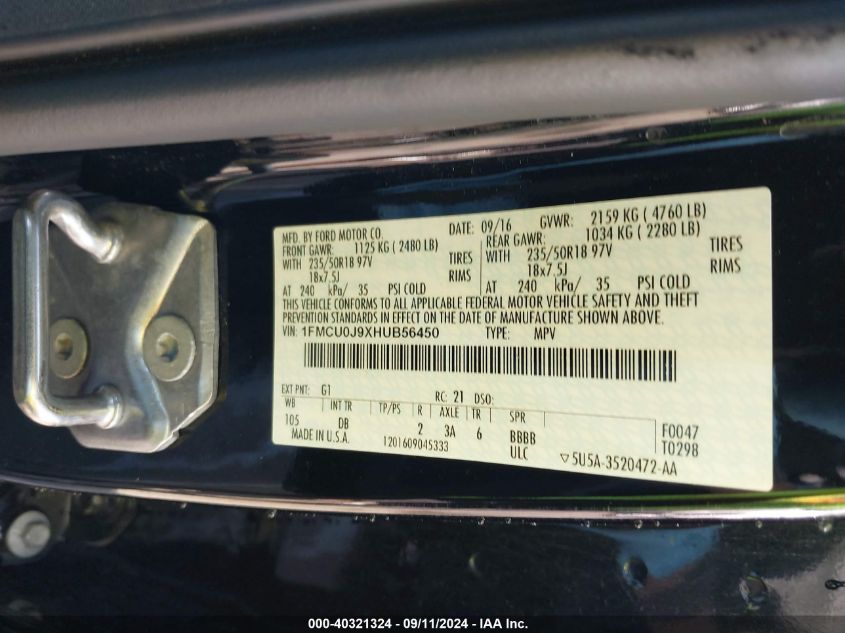 MFD. BY FORD MOTOR CO.
DATE: 09/16 GVWR: 2159 KG ( 4760 LB)
FRONT GAWR: 1125 KG ( 2480 LB)
REAR GAWR: 1034 KG ( 2280 LB)
WITH 235/50R18 97V TIRES
WITH 235/50R18 97V TIRES
18x7.5J RIMS
18x7.5J RIMS
AT 240 kPa/ 35 PSI COLD
AT 240 kPa/ 35 PSI COLD
THIS VEHICLE CONFORMS TO ALL APPLICABLE FEDERAL MOTOR VEHICLE SAFETY AND THEFT
PREVENTION STANDARDS IN EFFECT ON THE DATE OF MANUFACTURE SHOWN ABOVE.
VIN: 1FMCU0J9XHUB56450 TYPE: MPV
EXT PNT: G1 RC: 21 DSO:
WB INT TR TP/PS R AXLE TR SPR
105 DB 2 3A 6 BBBB F0047
MADE IN U.S.A. 1201609045333 ULC ▽5U5A-3520472-AA T0298
000-40321324 - 09/11/2024 - IAA Inc.